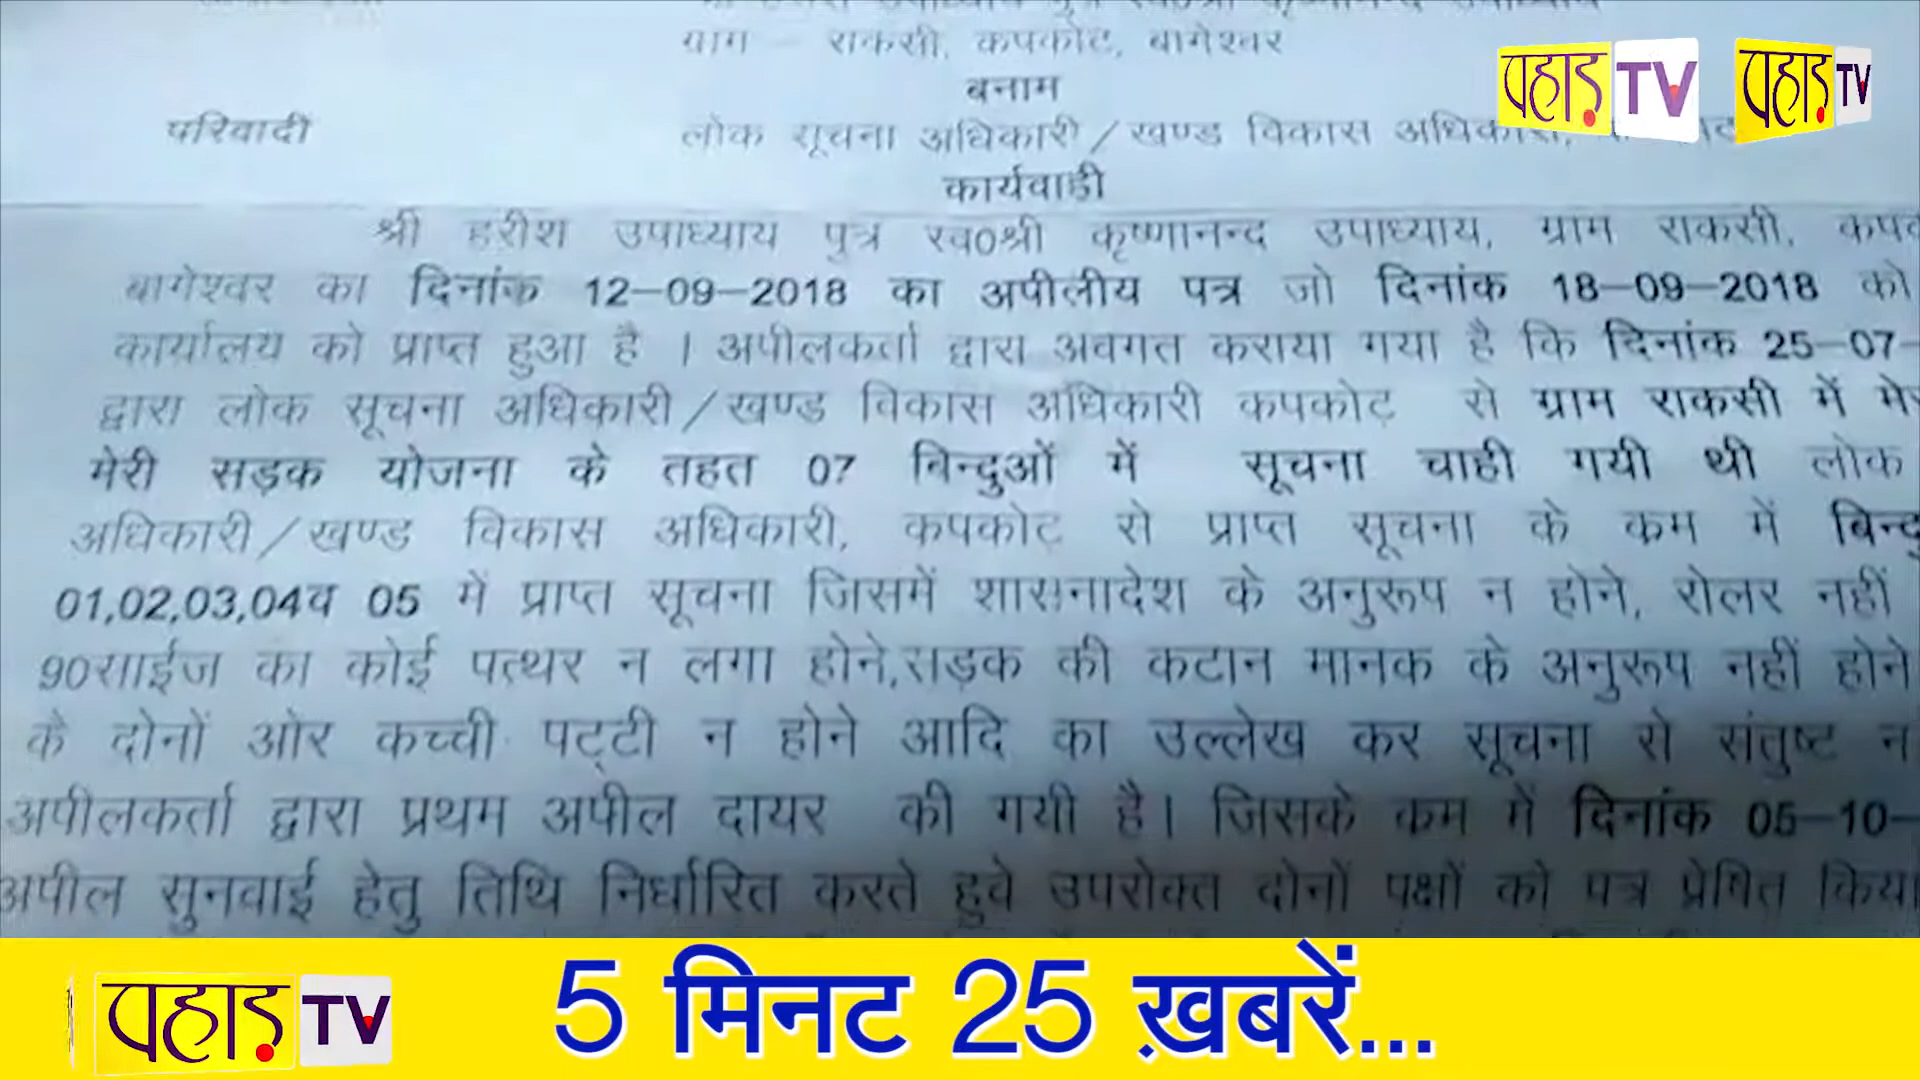 ग्राम – राकसी, कपकोट, बागेश्वर
बनाम
परिवादी लोक सूचना अधिकारी/खण्ड विकास अधिकारी,
कार्यवाही
श्री हरीश उपाध्याय पुत्र स्व0श्री कृष्णानन्द उपाध्याय, ग्राम राकसी,
बागेश्वर का दिनांक 12–09–2018 का अपीलीय पत्र जो दिनांक 18–09–2018 को
कार्यालय को प्राप्त हुआ है । अपीलकर्ता द्वारा अवगत कराया गया है कि दिनांक 25–07–
द्वारा लोक सूचना अधिकारी/खण्ड विकास अधिकारी कपकोट से ग्राम राकसी में
मेरी सड़क योजना के तहत 07 बिन्दुओं में सूचना चाही गयी थी लोक
अधिकारी/खण्ड विकास अधिकारी, कपकोट से प्राप्त सूचना के कम में बिन्दु
01,02,03,04व 05 में प्राप्त सूचना जिसमें शासनादेश के अनुरूप न होने, रोलर नहीं
90साईज का कोई पत्थर न लगा होने,सड़क की कटान मानक के अनुरूप नहीं होने
के दोनों ओर कच्ची पट्टी न होने आदि का उल्लेख कर सूचना से संतुष्ट न
अपीलकर्ता द्वारा प्रथम अपील दायर की गयी है। जिसके कम में दिनांक 05–10–
अपील सुनवाई हेतु तिथि निर्धारित करते हुवे उपरोक्त दोनों पक्षों को पत्र प्रेषित किया
पहाड़ TV पहाड़ TV
पहाड़ TV 5 मिनट 25 ख़बरें...